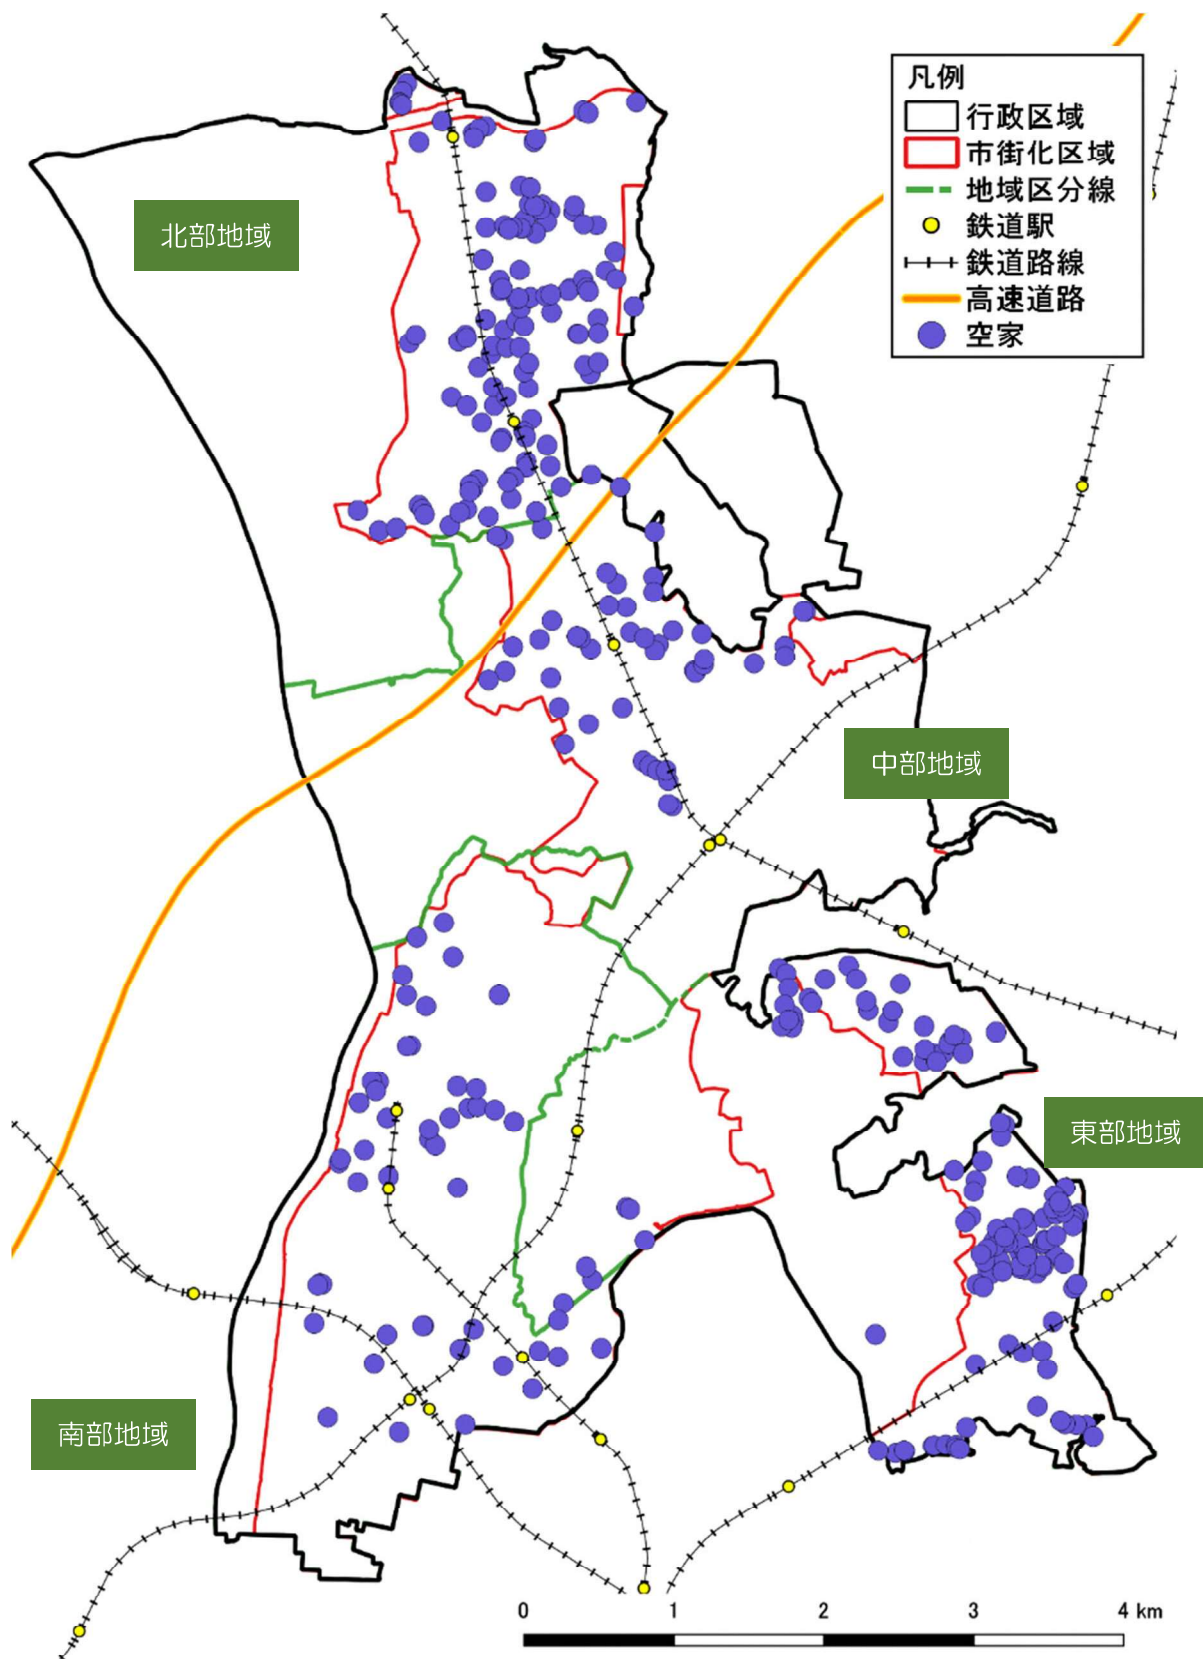 凡例
行政区域
市街化区域
地域区分線
鉄道駅
鉄道路線
高速道路
空家
北部地域
中部地域
東部地域
南部地域
0 1 2 3 4 km